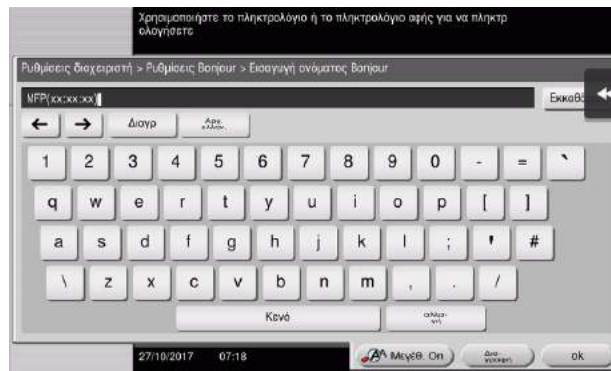 Χρησιμοποιήστε το πληκτρολόγιο ή το πληκτρολόγιο αφής για να πληκτρ
ολογήσετε
Ρυθμίσεις διαχειριστή > Ρυθμίσεις Bonjour > Εισαγωγή ονόματος Bonjour
MFP(xx:xx:xx)
← → Διαγρ
1 2 3 4 5 6 7 8 9 0 - = `
q w e r t y u i o p [ ]
a s d f g h j k l ; ' #
\ z x c v b n m , . /
Κενό
27/10/2017 07:18 Μεγέθ. On ok